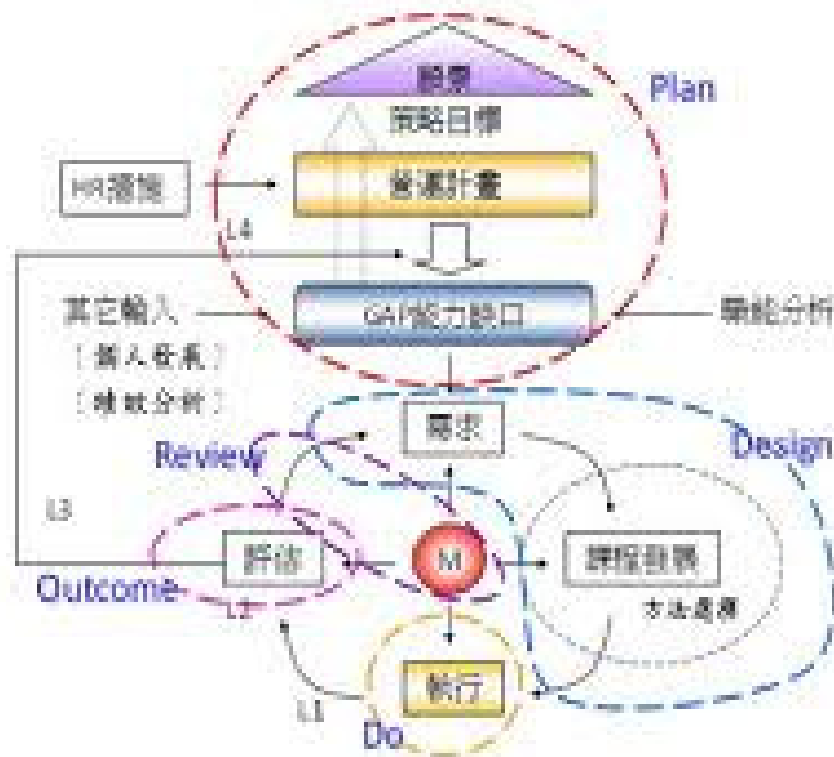 願景
Plan
策略目標
HR措施
營運計畫
L4
其它輸入
GAP能力缺口
職能分析
[個人發展]
[績效分析]
需求
Review
Design
L3
評估
M
課程發展
Outcome
L2
方法選擇
執行
L1
Do